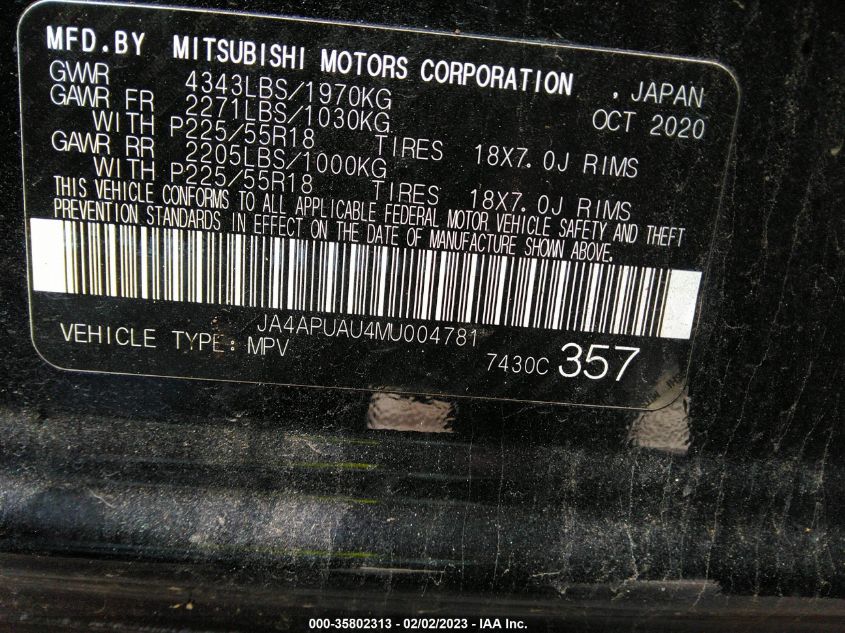 MFD.BY MITSUBISHI MOTORS CORPORATION , JAPAN
GVWR 4343LBS/1970KG OCT 2020
GAWR FR 2271LBS/1030KG
WITH P225/55R18 TIRES 18X7.0J RIMS
GAWR RR 2205LBS/1000KG
WITH P225/55R18 TIRES 18X7.0J RIMS
THIS VEHICLE CONFORMS TO ALL APPLICABLE FEDERAL MOTOR VEHICLE SAFETY AND THEFT
PREVENTION STANDARDS IN EFFECT ON THE DATE OF MANUFACTURE SHOWN ABOVE.
JA4APUAU4MU004781
VEHICLE TYPE: MPV 7430C 357
000-35802313 - 02/02/2023 - IAA Inc.